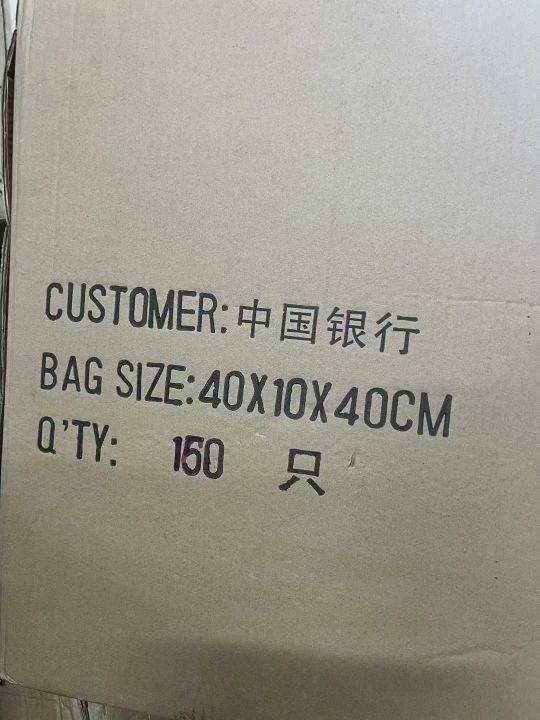 CUSTOMER:中国银行
BAG SIZE:40X10X40CM
Q'TY: 150 只